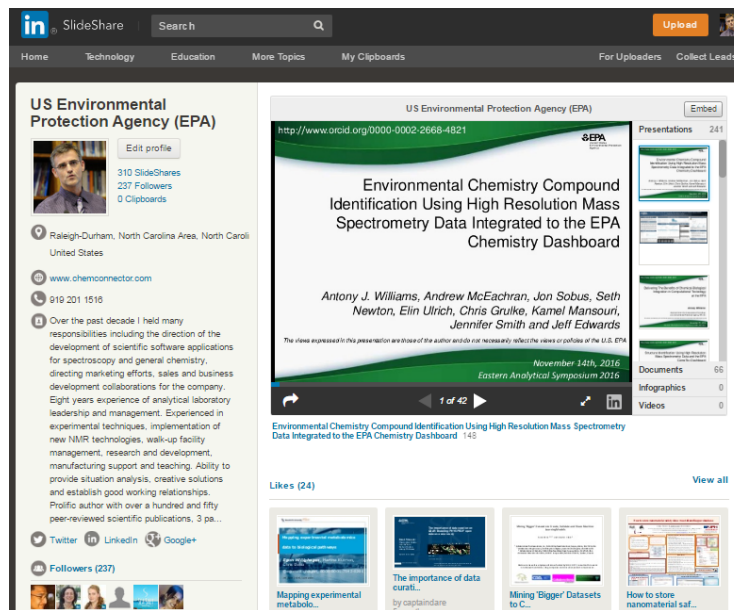 in SlideShare Search Upload
Home Technology Education More Topics My Clipboards For Uploaders Collect Leads
US Environmental
Protection Agency (EPA)
Edit profile
310 SlideShares
237 Followers
0 Clipboards
Raleigh-Durham, North Carolina Area, North Caroli
United States
www.chemconnector.com
919 201 1516
Over the past decade I held many
responsibilities including the direction of the
development of scientific software applications
for spectroscopy and general chemistry,
directing marketing efforts, sales and business
development collaborations for the company.
Eight years experience of analytical laboratory
leadership and management. Experienced in
experimental techniques, implementation of
new NMR technologies, walk-up facility
management, research and development,
manufacturing support and teaching. Ability to
provide situation analysis, creative solutions
and establish good working relationships.
Prolific author with over a hundred and fifty
peer-reviewed scientific publications, 3 pa...
Twitter in LinkedIn Google+
Followers (237)
US Environmental Protection Agency (EPA) Embed
http://www.orcid.org/0000-0002-2668-4821
EPA
Environmental Chemistry Compound
Identification Using High Resolution Mass
Spectrometry Data Integrated to the EPA
Chemistry Dashboard
Antony J. Williams, Andrew McEachran, Jon Sobus, Seth
Newton, Elin Ulrich, Chris Grulke, Kamel Mansouri,
Jennifer Smith and Jeff Edwards
The views expressed in this presentation are those of the author and do not necessarily reflect the views or policies of the U.S. EPA
November 14th, 2016
Eastern Analytical Symposium 2016
1 of 42 in
Presentations 241
Documents 66
Infographics 0
Videos 0
Environmental Chemistry Compound Identification Using High Resolution Mass Spectrometry
Data Integrated to the EPA Chemistry Dashboard 148
Likes (24) View all
Mapping experimental
metabolo...
The importance of data
curati...
by captaindare
Mining 'Bigger' Datasets
to C...
How to store
nanomaterial saf...